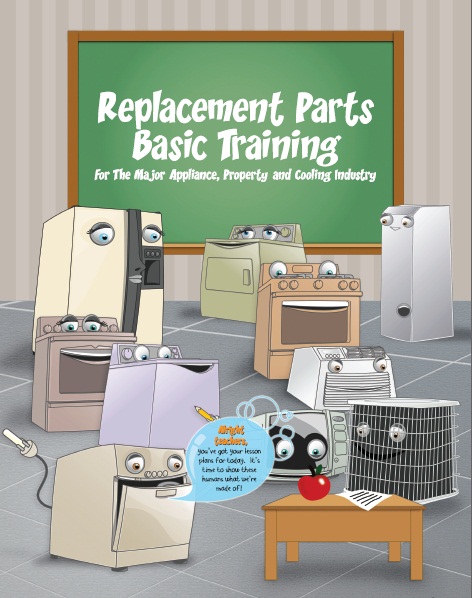 Replacement Parts
Basic Training
For The Major Appliance, Property and Cooling Industry
Alright
teachers,
you've got your lesson
plans for today. It's
time to show these
humans what we're
made of!